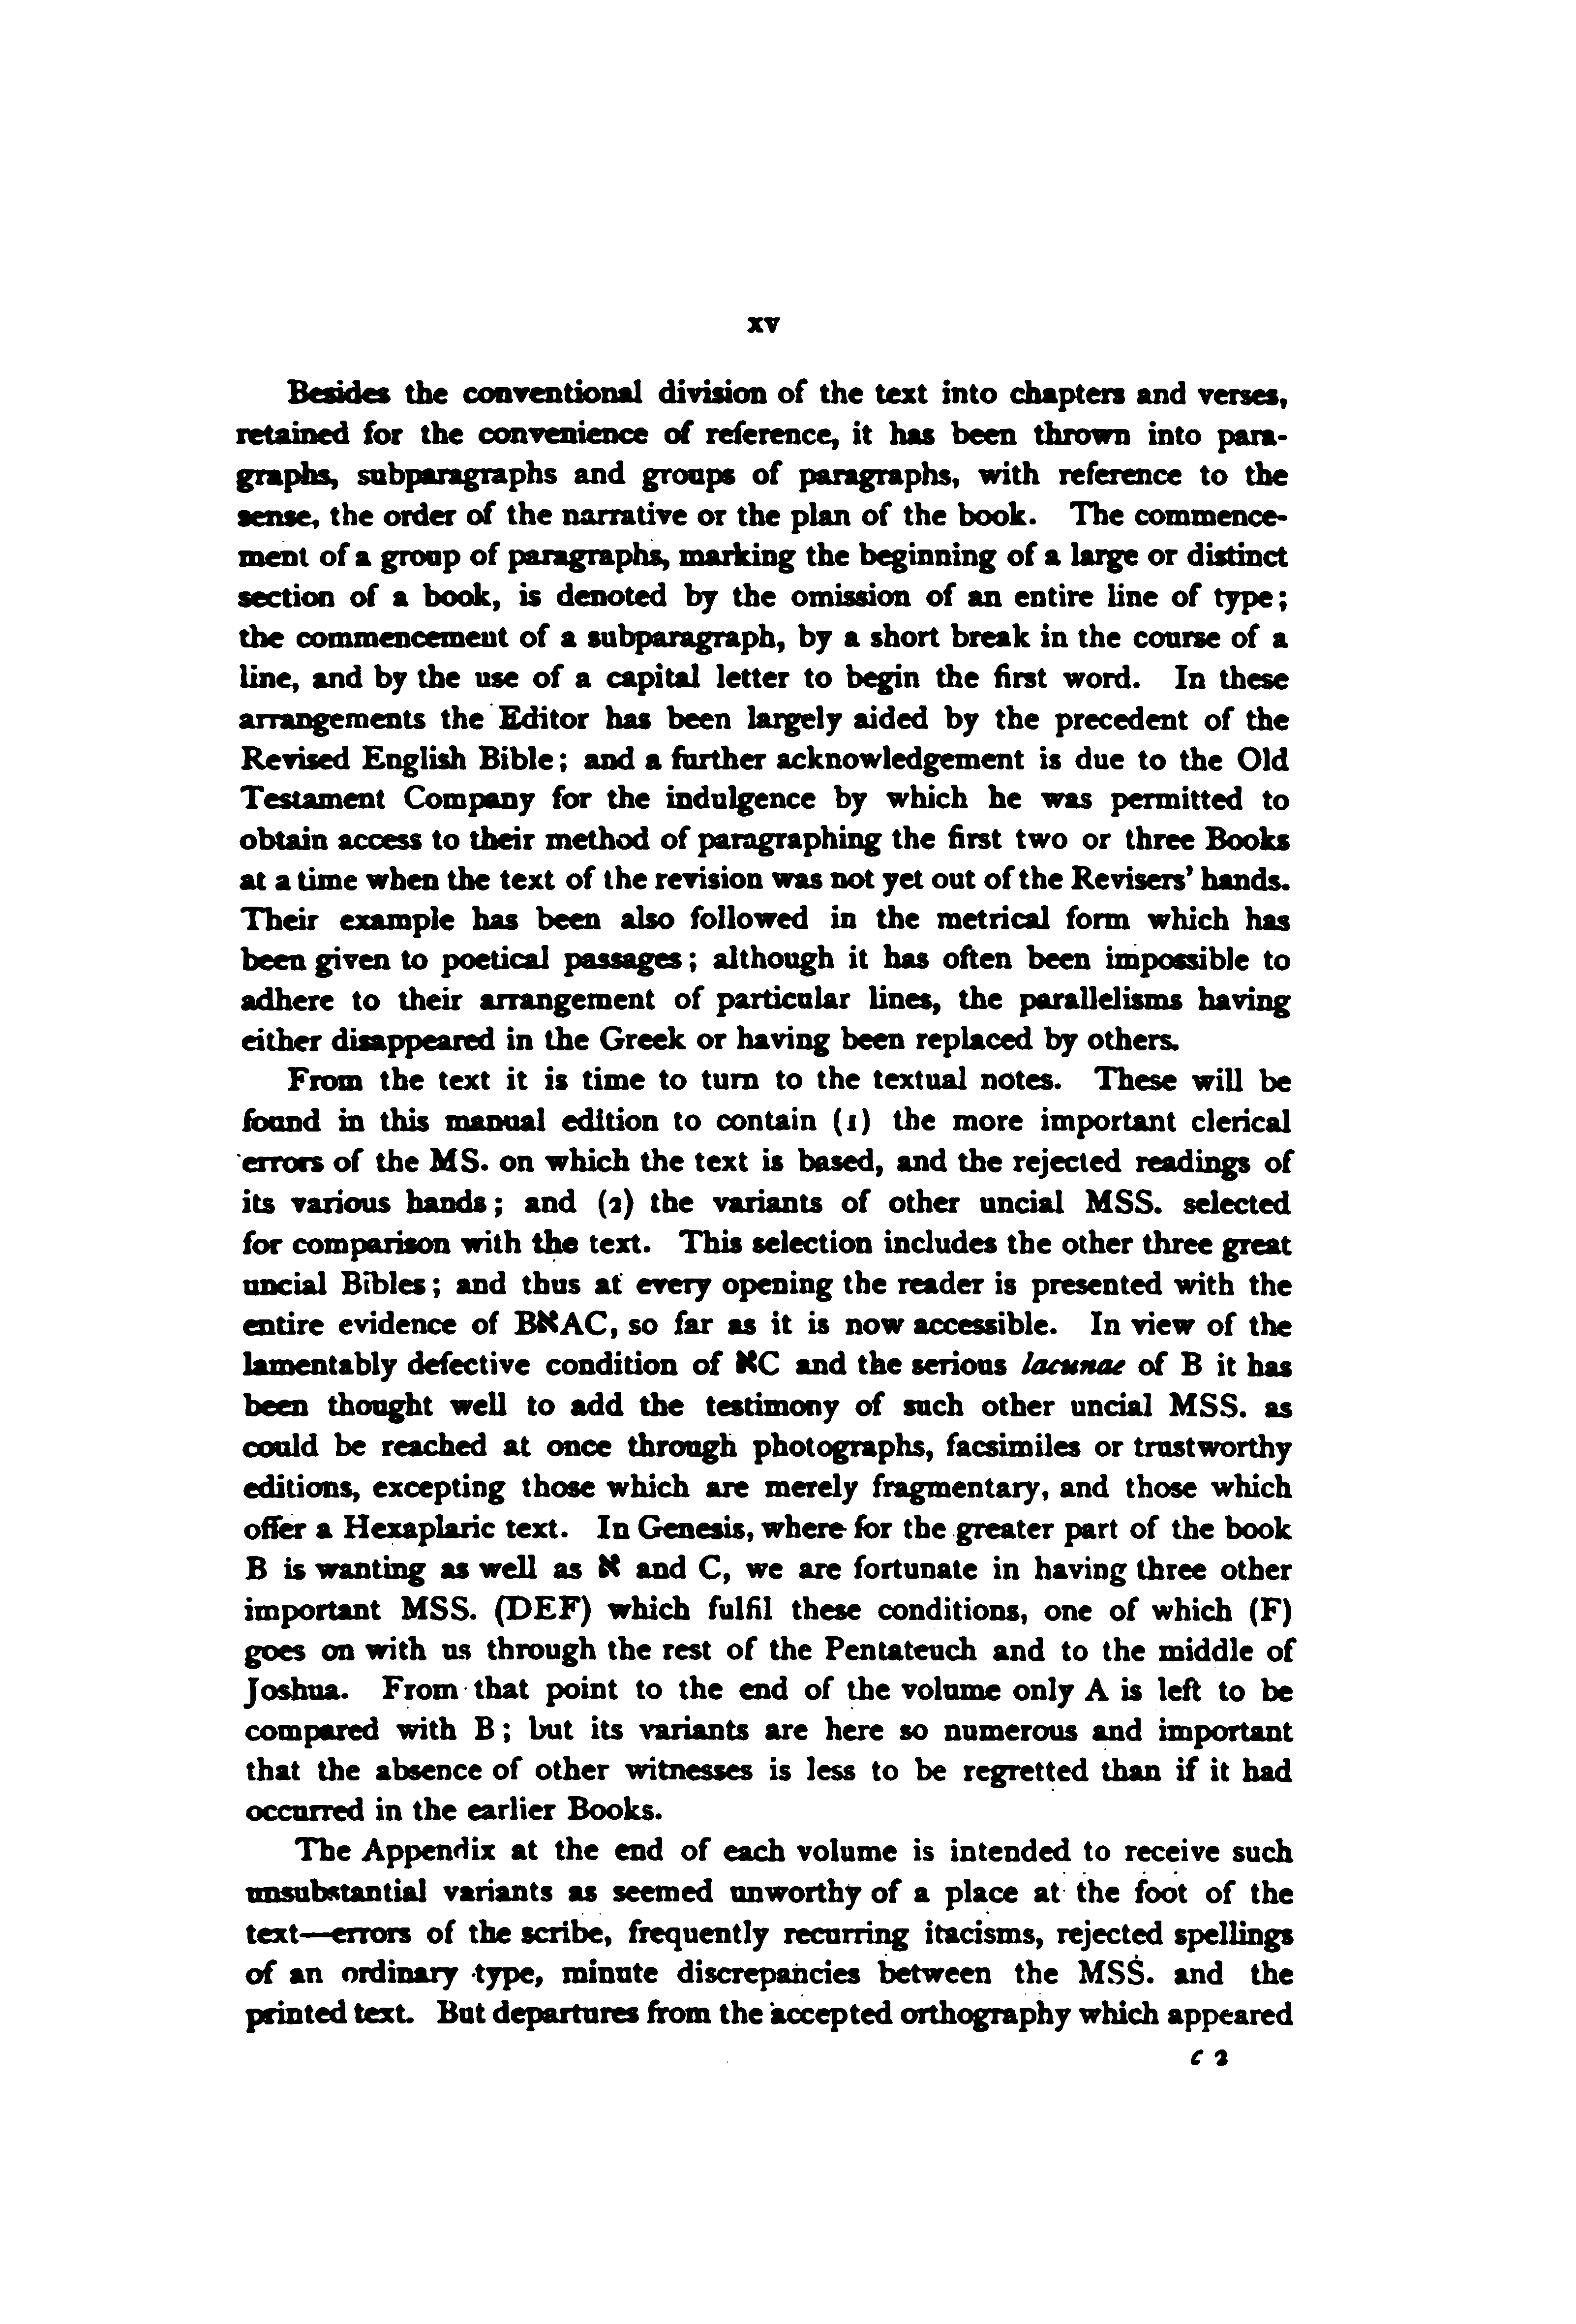 xv
Besides the conventional division of the text into chapters and verses,
retained for the convenience of reference, it has been thrown into para-
graphs, subparagraphs and groups of paragraphs, with reference to the
sense, the order of the narrative or the plan of the book. The commence-
ment of a group of paragraphs, marking the beginning of a large or distinct
section of a book, is denoted by the omission of an entire line of type;
the commencement of a subparagraph, by a short break in the course of a
line, and by the use of a capital letter to begin the first word. In these
arrangements the Editor has been largely aided by the precedent of the
Revised English Bible; and a further acknowledgement is due to the Old
Testament Company for the indulgence by which he was permitted to
obtain access to their method of paragraphing the first two or three Books
at a time when the text of the revision was not yet out of the Revisers' hands.
Their example has been also followed in the metrical form which has
been given to poetical passages; although it has often been impossible to
adhere to their arrangement of particular lines, the parallelisms having
either disappeared in the Greek or having been replaced by others.
From the text it is time to turn to the textual notes. These will be
found in this manual edition to contain (1) the more important clerical
errors of the MS. on which the text is based, and the rejected readings of
its various hands; and (2) the variants of other uncial MSS. selected
for comparison with the text. This selection includes the other three great
uncial Bibles; and thus at every opening the reader is presented with the
entire evidence of BאAC, so far as it is now accessible. In view of the
lamentably defective condition of אC and the serious lacunae of B it has
been thought well to add the testimony of such other uncial MSS. as
could be reached at once through photographs, facsimiles or trustworthy
editions, excepting those which are merely fragmentary, and those which
offer a Hexaplaric text. In Genesis, where for the greater part of the book
B is wanting as well as א and C, we are fortunate in having three other
important MSS. (DEF) which fulfil these conditions, one of which (F)
goes on with us through the rest of the Pentateuch and to the middle of
Joshua. From that point to the end of the volume only A is left to be
compared with B; but its variants are here so numerous and important
that the absence of other witnesses is less to be regretted than if it had
occurred in the earlier Books.
The Appendix at the end of each volume is intended to receive such
unsubstantial variants as seemed unworthy of a place at the foot of the
text—errors of the scribe, frequently recurring itacisms, rejected spellings
of an ordinary type, minute discrepancies between the MSS. and the
printed text. But departures from the accepted orthography which appeared
c 2